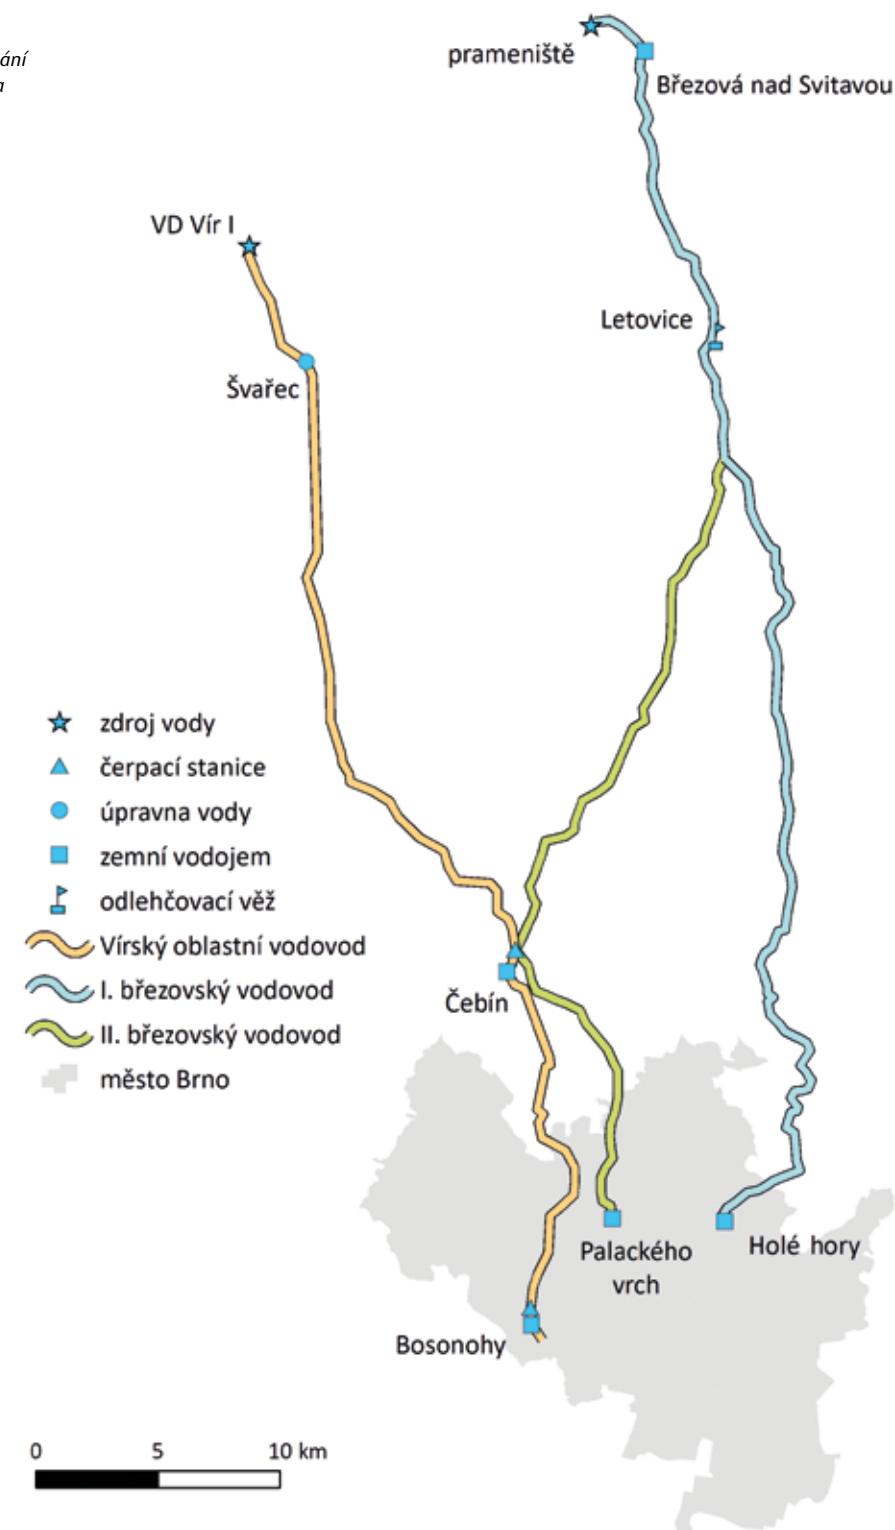 prameniště
Březová nad Svitavou
VD Vír I
Letovice
Švařec
zdroj vody
čerpací stanice
úpravna vody
zemní vodojem
odlehčovací věž
Vírský oblastní vodovod
I. březovský vodovod
II. březovský vodovod
město Brno
Čebín
Palackého
vrch
Holé hory
Bosonohy
0 5 10 km